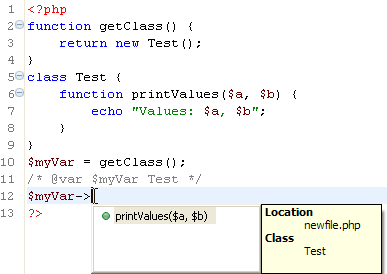 1 <?php
2 function getClass() {
3 return new Test();
4 }
5 class Test {
6 function printValues($a, $b) {
7 echo "Values: $a, $b";
8 }
9 }
10 $myVar = getClass();
11 /* @var $myVar Test */
12 $myVar->
13 ?>
printValues($a, $b)
Location
newfile.php
Class
Test